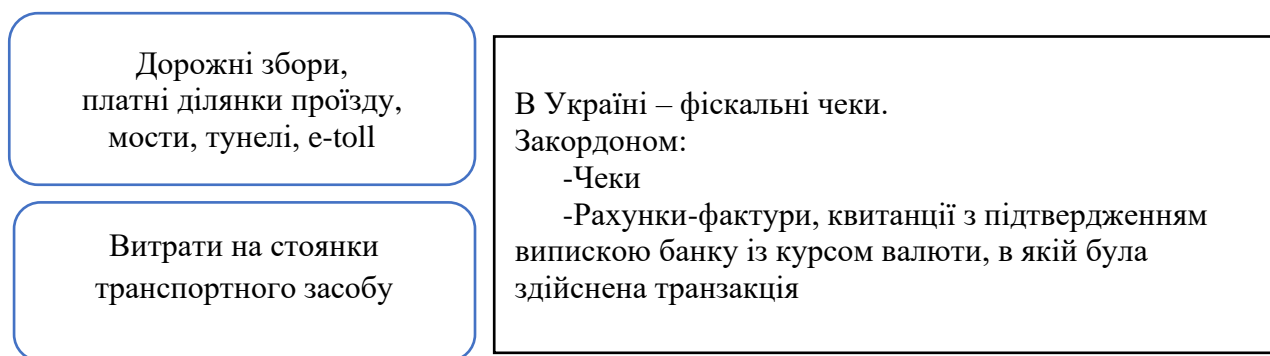 Дорожні збори,
платні ділянки проїзду,
мости, тунелі, e-toll
Витрати на стоянки
транспортного засобу
В Україні – фіскальні чеки.
Закордоном:
-Чеки
-Рахунки-фактури, квитанції з підтвердженням
випискою банку із курсом валюти, в якій була
здійснена транзакція